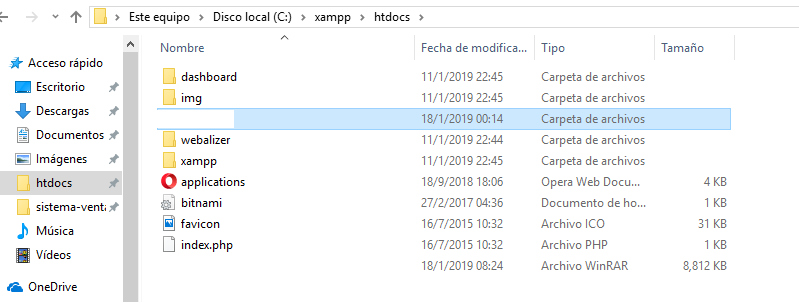 Este equipo > Disco local (C:) > xampp > htdocs
Nombre Fecha de modifica... Tipo Tamaño
Acceso rápido
Escritorio
Descargas
Documentos
Imágenes
htdocs
sistema-venta
Música
Vídeos
OneDrive
dashboard 11/1/2019 22:45 Carpeta de archivos
img 11/1/2019 22:45 Carpeta de archivos
18/1/2019 00:14 Carpeta de archivos
webalizer 11/1/2019 22:44 Carpeta de archivos
xampp 11/1/2019 22:45 Carpeta de archivos
applications 18/9/2018 18:06 Opera Web Docu... 4 KB
bitnami 27/2/2017 04:36 Documento de ho... 1 KB
favicon 16/7/2015 10:32 Archivo ICO 31 KB
index.php 16/7/2015 10:32 Archivo PHP 1 KB
18/1/2019 08:24 Archivo WinRAR 8,812 KB